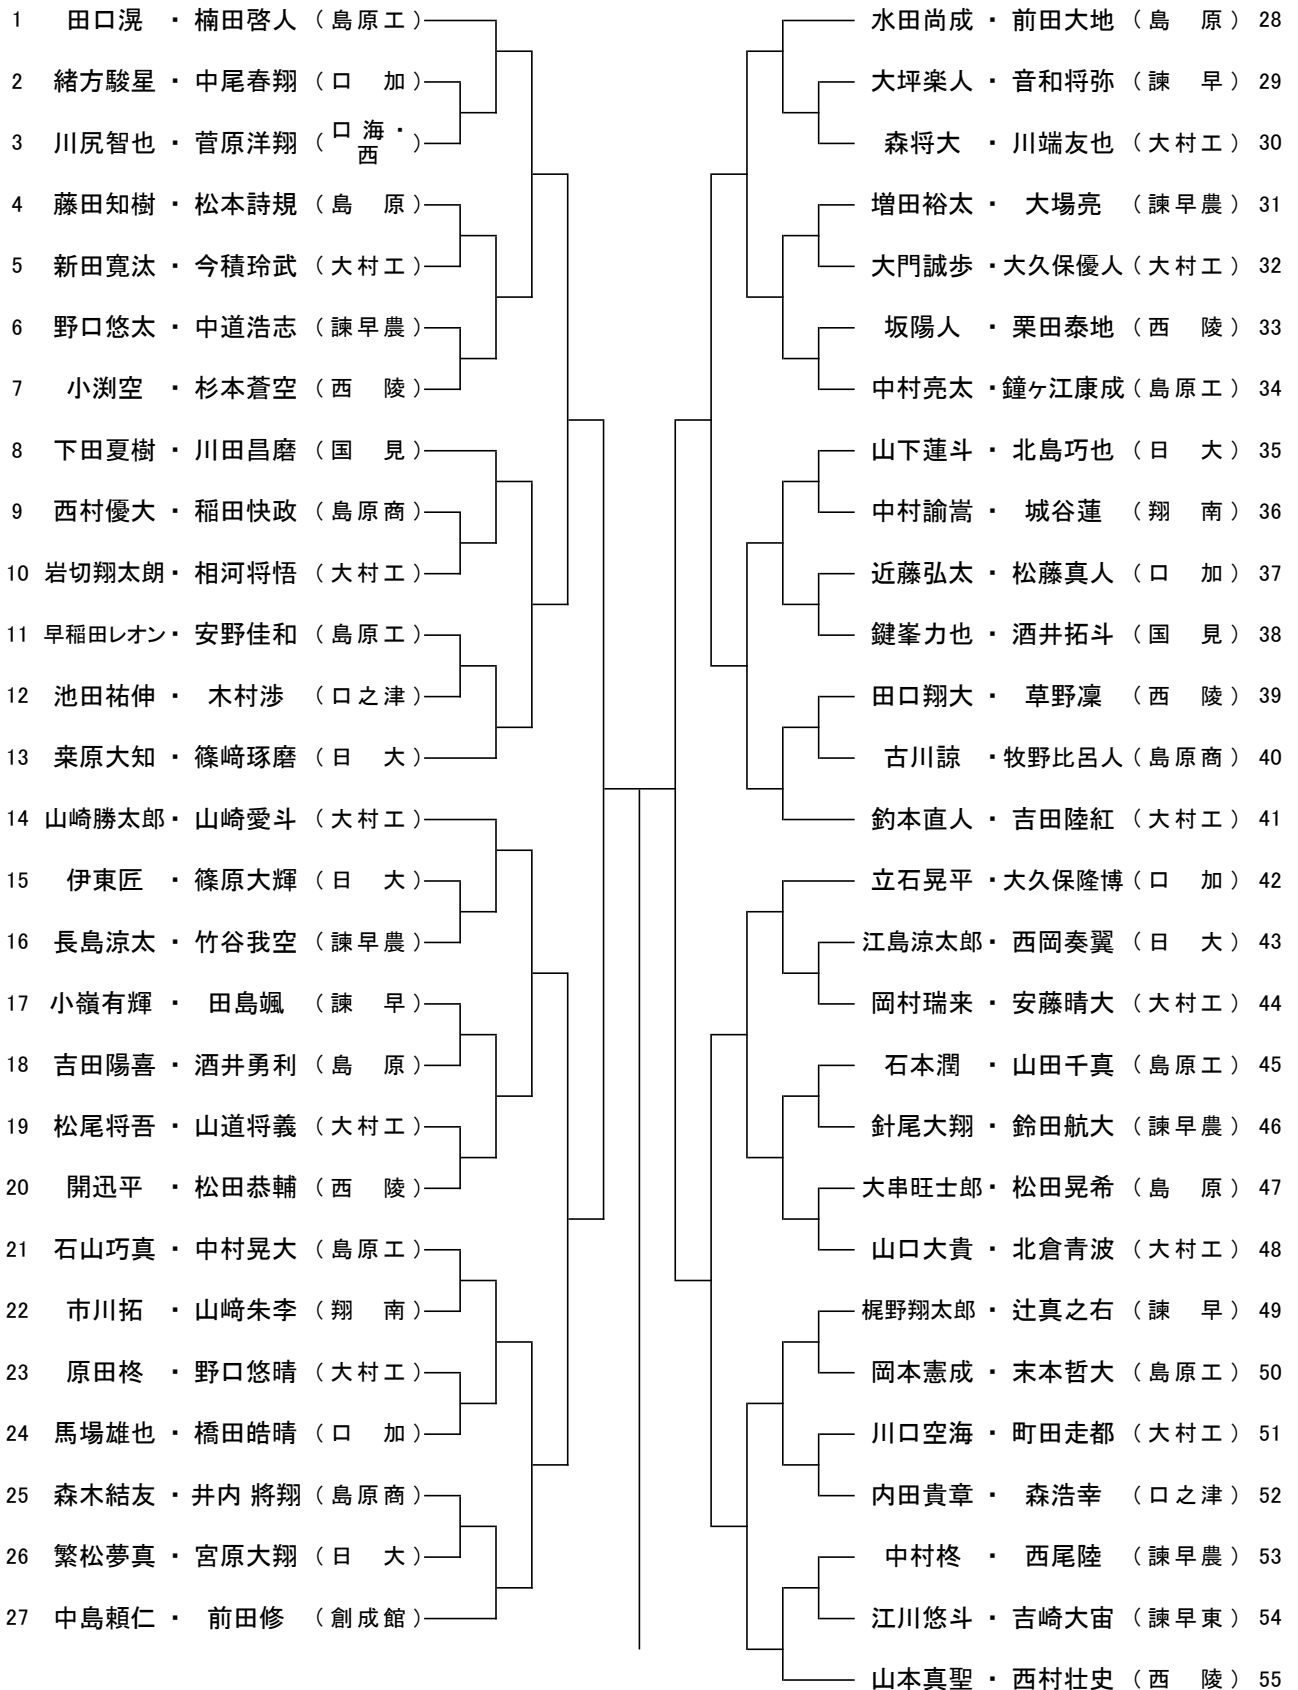 1 田口滉 ・ 楠田啓人 （島原工）
2 緒方駿星 ・ 中尾春翔 （口 加）
3 川尻智也 ・ 菅原洋翔 （口海・西）
4 藤田知樹 ・ 松本詩規 （島 原）
5 新田寛汰 ・ 今積玲武 （大村工）
6 野口悠太 ・ 中道浩志 （諫早農）
7 小渕空 ・ 杉本蒼空 （西 陵）
8 下田夏樹 ・ 川田昌磨 （国 見）
9 西村優大 ・ 稲田快政 （島原商）
10 岩切翔太朗 ・ 相河将悟 （大村工）
11 早稲田レオン ・ 安野佳和 （島原工）
12 池田祐伸 ・ 木村渉 （口之津）
13 桒原大知 ・ 篠﨑琢磨 （日 大）
14 山崎勝太郎 ・ 山崎愛斗 （大村工）
15 伊東匠 ・ 篠原大輝 （日 大）
16 長島涼太 ・ 竹谷我空 （諫早農）
17 小嶺有輝 ・ 田島颯 （諫 早）
18 吉田陽喜 ・ 酒井勇利 （島 原）
19 松尾将吾 ・ 山道将義 （大村工）
20 開迅平 ・ 松田恭輔 （西 陵）
21 石山巧真 ・ 中村晃大 （島原工）
22 市川拓 ・ 山﨑朱李 （翔 南）
23 原田柊 ・ 野口悠晴 （大村工）
24 馬場雄也 ・ 橋田皓晴 （口 加）
25 森木結友 ・ 井内 將翔 （島原商）
26 繁松夢真 ・ 宮原大翔 （日 大）
27 中島頼仁 ・ 前田修 （創成館）
水田尚成 ・ 前田大地 （島 原） 28
大坪楽人 ・ 音和将弥 （諫 早） 29
森将大 ・ 川端友也 （大村工） 30
増田裕太 ・ 大場亮 （諫早農） 31
大門誠歩 ・ 大久保優人 （大村工） 32
坂陽人 ・ 栗田泰地 （西 陵） 33
中村亮太 ・ 鐘ヶ江康成 （島原工） 34
山下蓮斗 ・ 北島巧也 （日 大） 35
中村諭嵩 ・ 城谷蓮 （翔 南） 36
近藤弘太 ・ 松藤真人 （口 加） 37
鍵峯力也 ・ 酒井拓斗 （国 見） 38
田口翔大 ・ 草野凜 （西 陵） 39
古川諒 ・ 牧野比呂人 （島原商） 40
釣本直人 ・ 吉田陸紅 （大村工） 41
立石晃平 ・ 大久保隆博 （口 加） 42
江島涼太郎 ・ 西岡奏翼 （日 大） 43
岡村瑞来 ・ 安藤晴大 （大村工） 44
石本潤 ・ 山田千真 （島原工） 45
針尾大翔 ・ 鈴田航大 （諫早農） 46
大串旺士郎 ・ 松田晃希 （島 原） 47
山口大貴 ・ 北倉青波 （大村工） 48
梶野翔太郎 ・ 辻真之右 （諫 早） 49
岡本憲成 ・ 末本哲大 （島原工） 50
川口空海 ・ 町田走都 （大村工） 51
内田貴章 ・ 森浩幸 （口之津） 52
中村柊 ・ 西尾陸 （諫早農） 53
江川悠斗 ・ 吉崎大宙 （諫早東） 54
山本真聖 ・ 西村壮史 （西 陵） 55